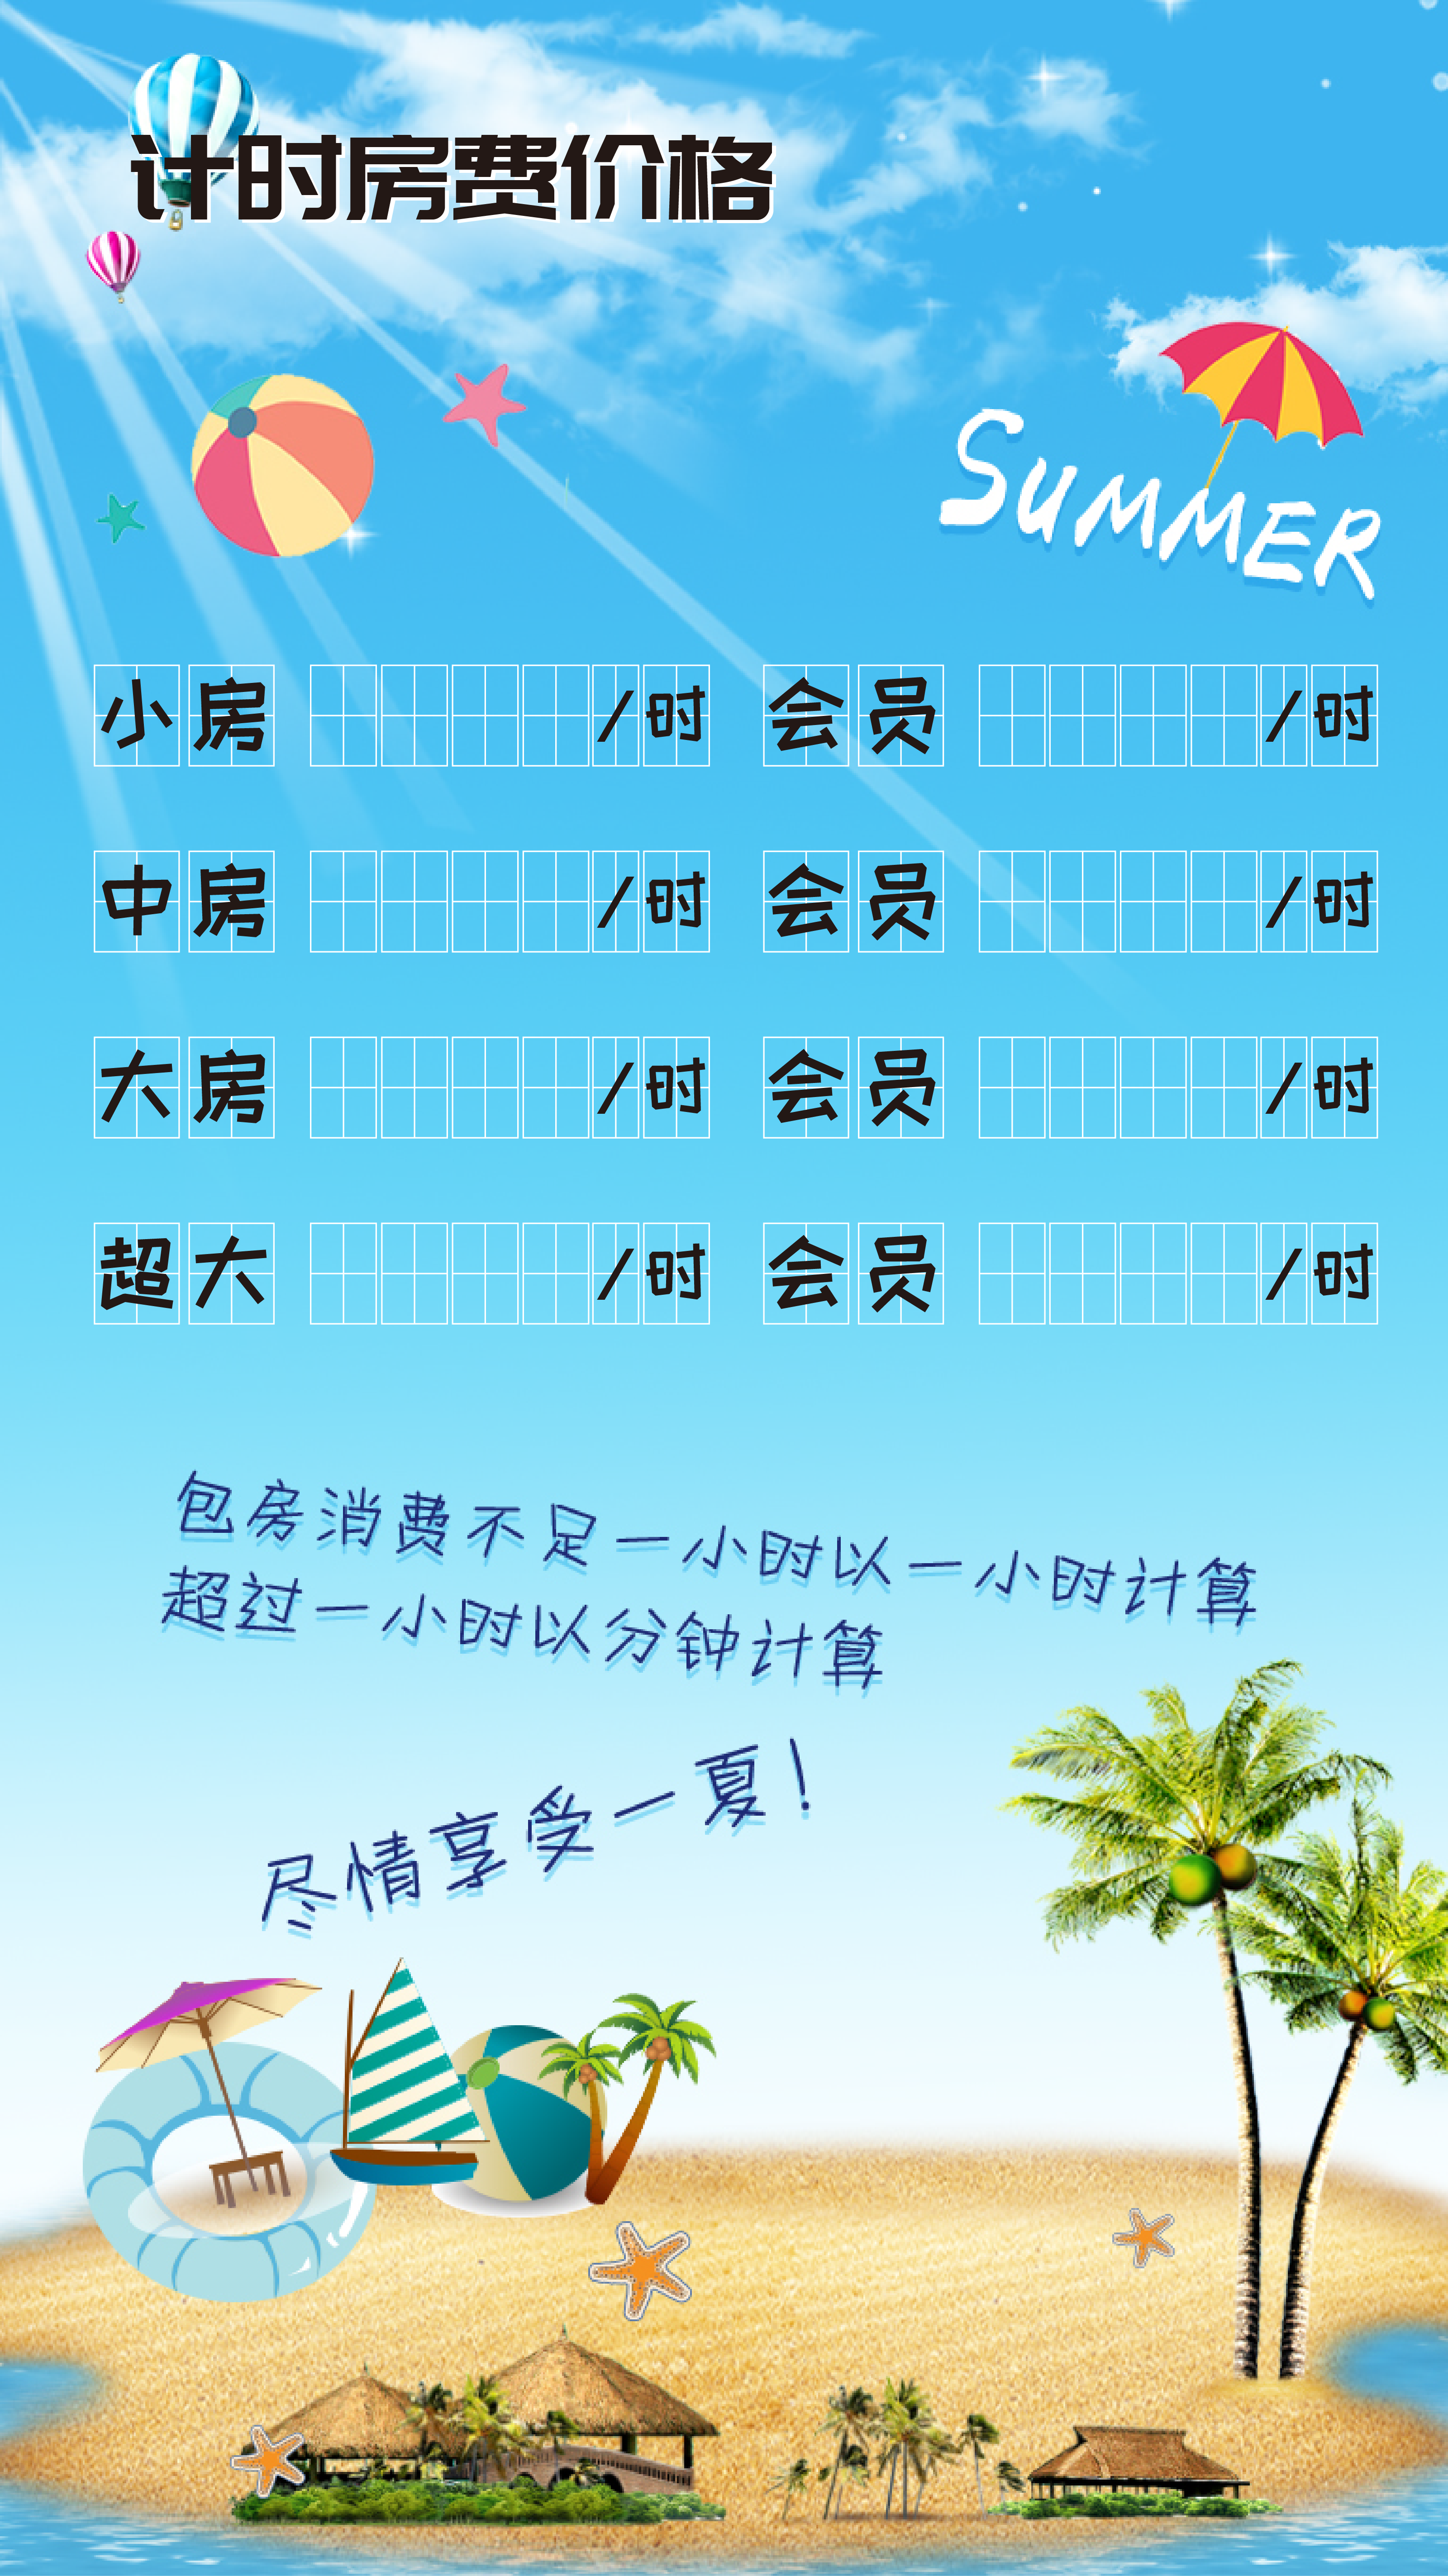 计时房费价格
SUMMER
小房 /时 会员 /时
中房 /时 会员 /时
大房 /时 会员 /时
超大 /时 会员 /时
包房消费不足一小时以一小时计算
超过一小时以分钟计算
尽情享受一夏!